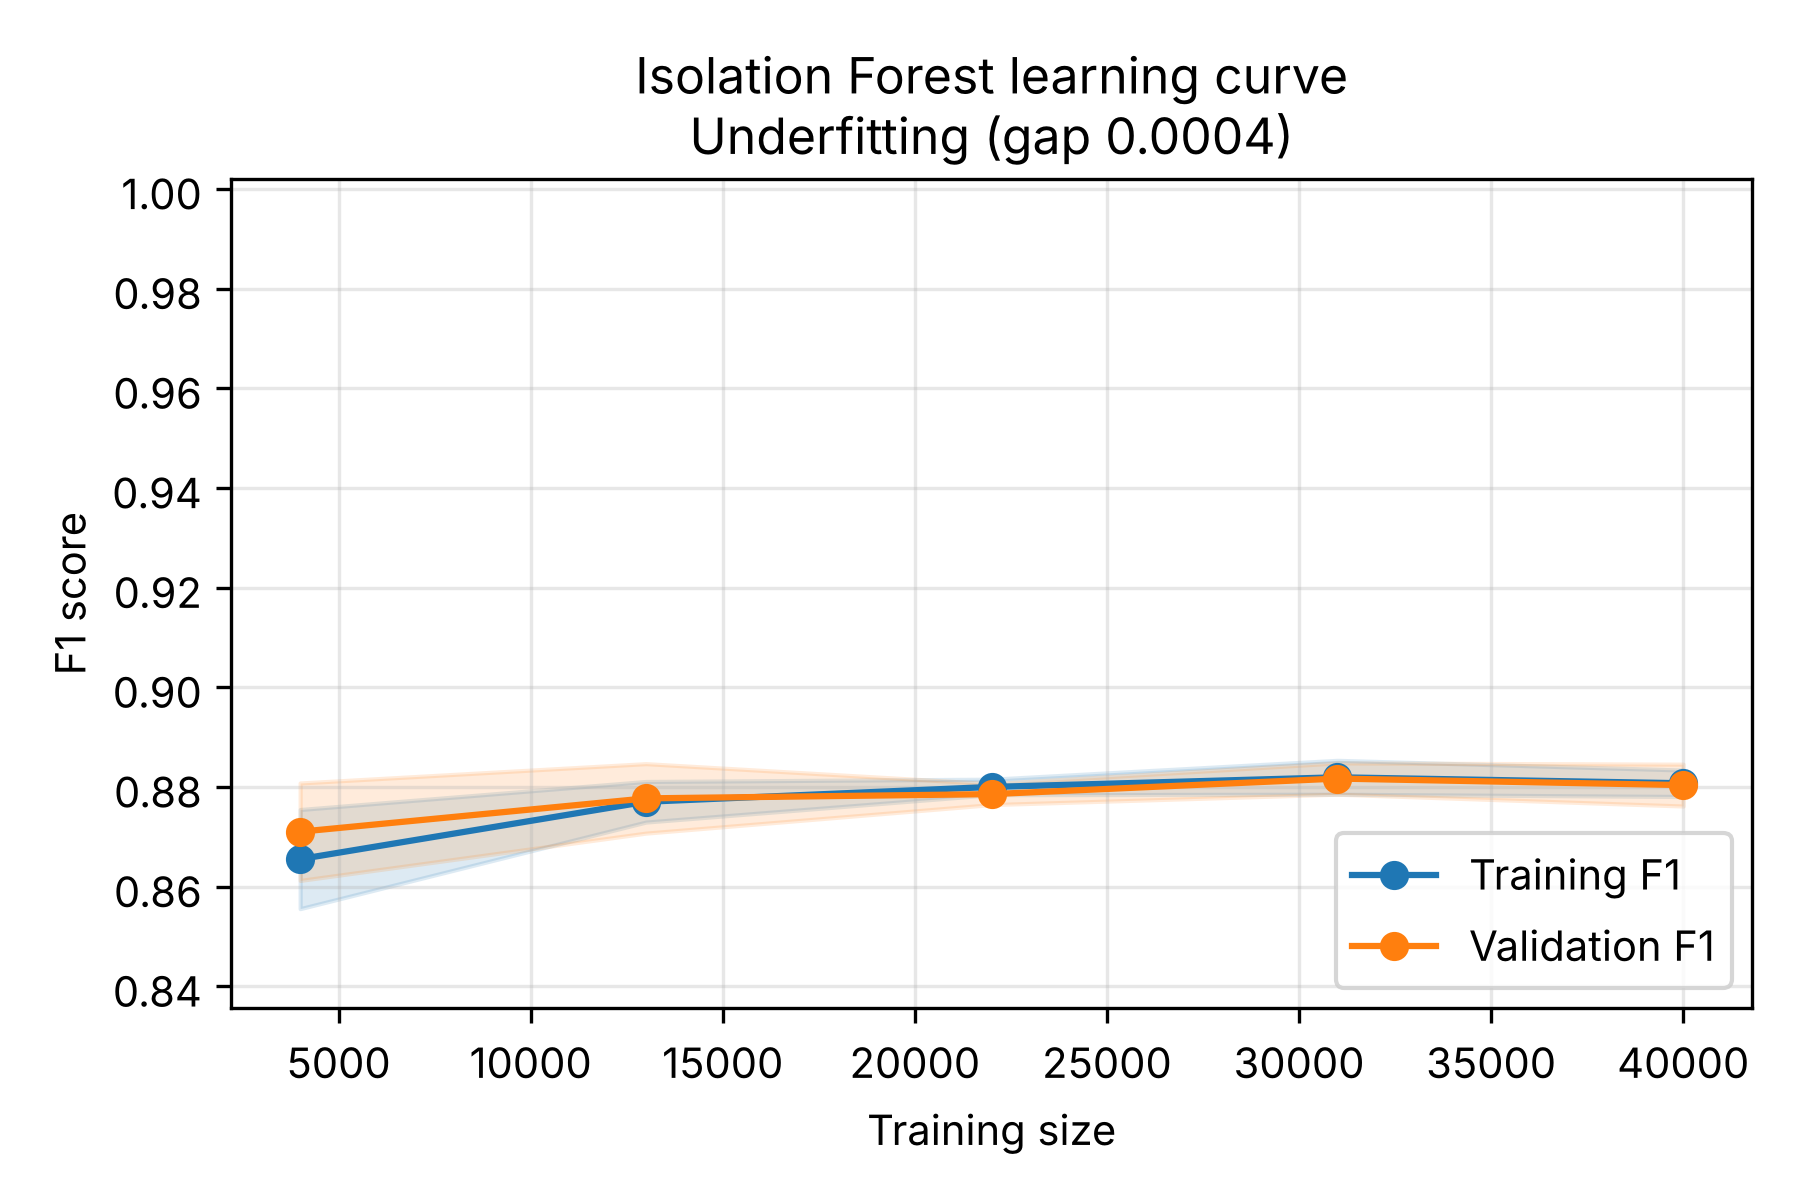 Isolation Forest learning curve
Underfitting (gap 0.0004)
1.00
0.98
0.96
0.94
0.92
0.90
0.88
0.86
0.84
F1 score
Training F1
Validation F1
5000 10000 15000 20000 25000 30000 35000 40000
Training size